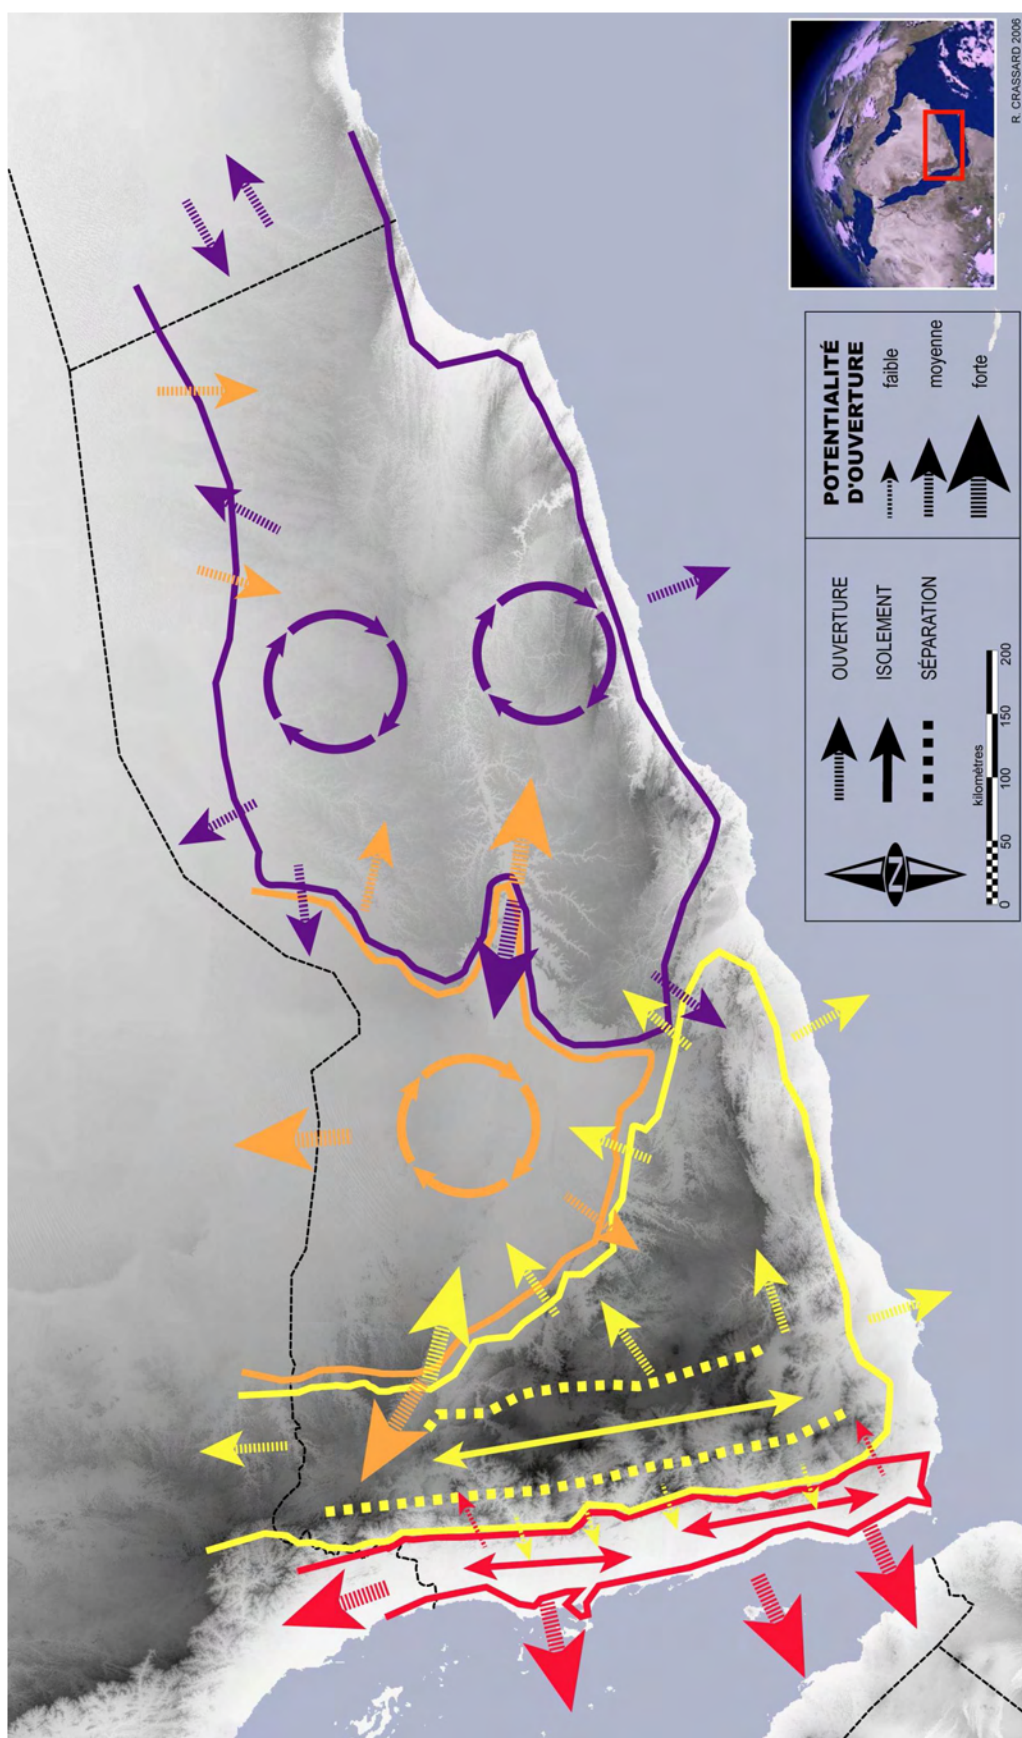 R. CRASSARD 2006
POTENTIALITÉ
D'OUVERTURE
faible
moyenne
forte
OUVERTURE
ISOLEMENT
SÉPARATION
N
kilomètres
0 50 100 150 200